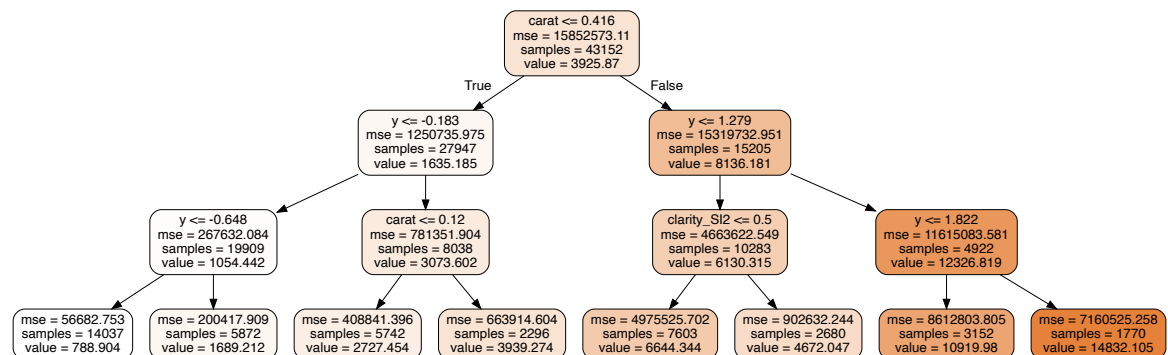 carat <= 0.416
mse = 15852573.11
samples = 43152
value = 3925.87
True
False
y <= -0.183
mse = 1250735.975
samples = 27947
value = 1635.185
y <= 1.279
mse = 15319732.951
samples = 15205
value = 8136.181
y <= -0.648
mse = 267632.084
samples = 19909
value = 1054.442
carat <= 0.12
mse = 781351.904
samples = 8038
value = 3073.602
clarity_SI2 <= 0.5
mse = 4663622.549
samples = 10283
value = 6130.315
y <= 1.822
mse = 11615083.581
samples = 4922
value = 12326.819
mse = 56682.753
samples = 14037
value = 788.904
mse = 200417.909
samples = 5872
value = 1689.212
mse = 408841.396
samples = 5742
value = 2727.454
mse = 663914.604
samples = 2296
value = 3939.274
mse = 4975525.702
samples = 7603
value = 6644.344
mse = 902632.244
samples = 2680
value = 4672.047
mse = 8612803.805
samples = 3152
value = 10919.98
mse = 7160525.258
samples = 1770
value = 14832.105